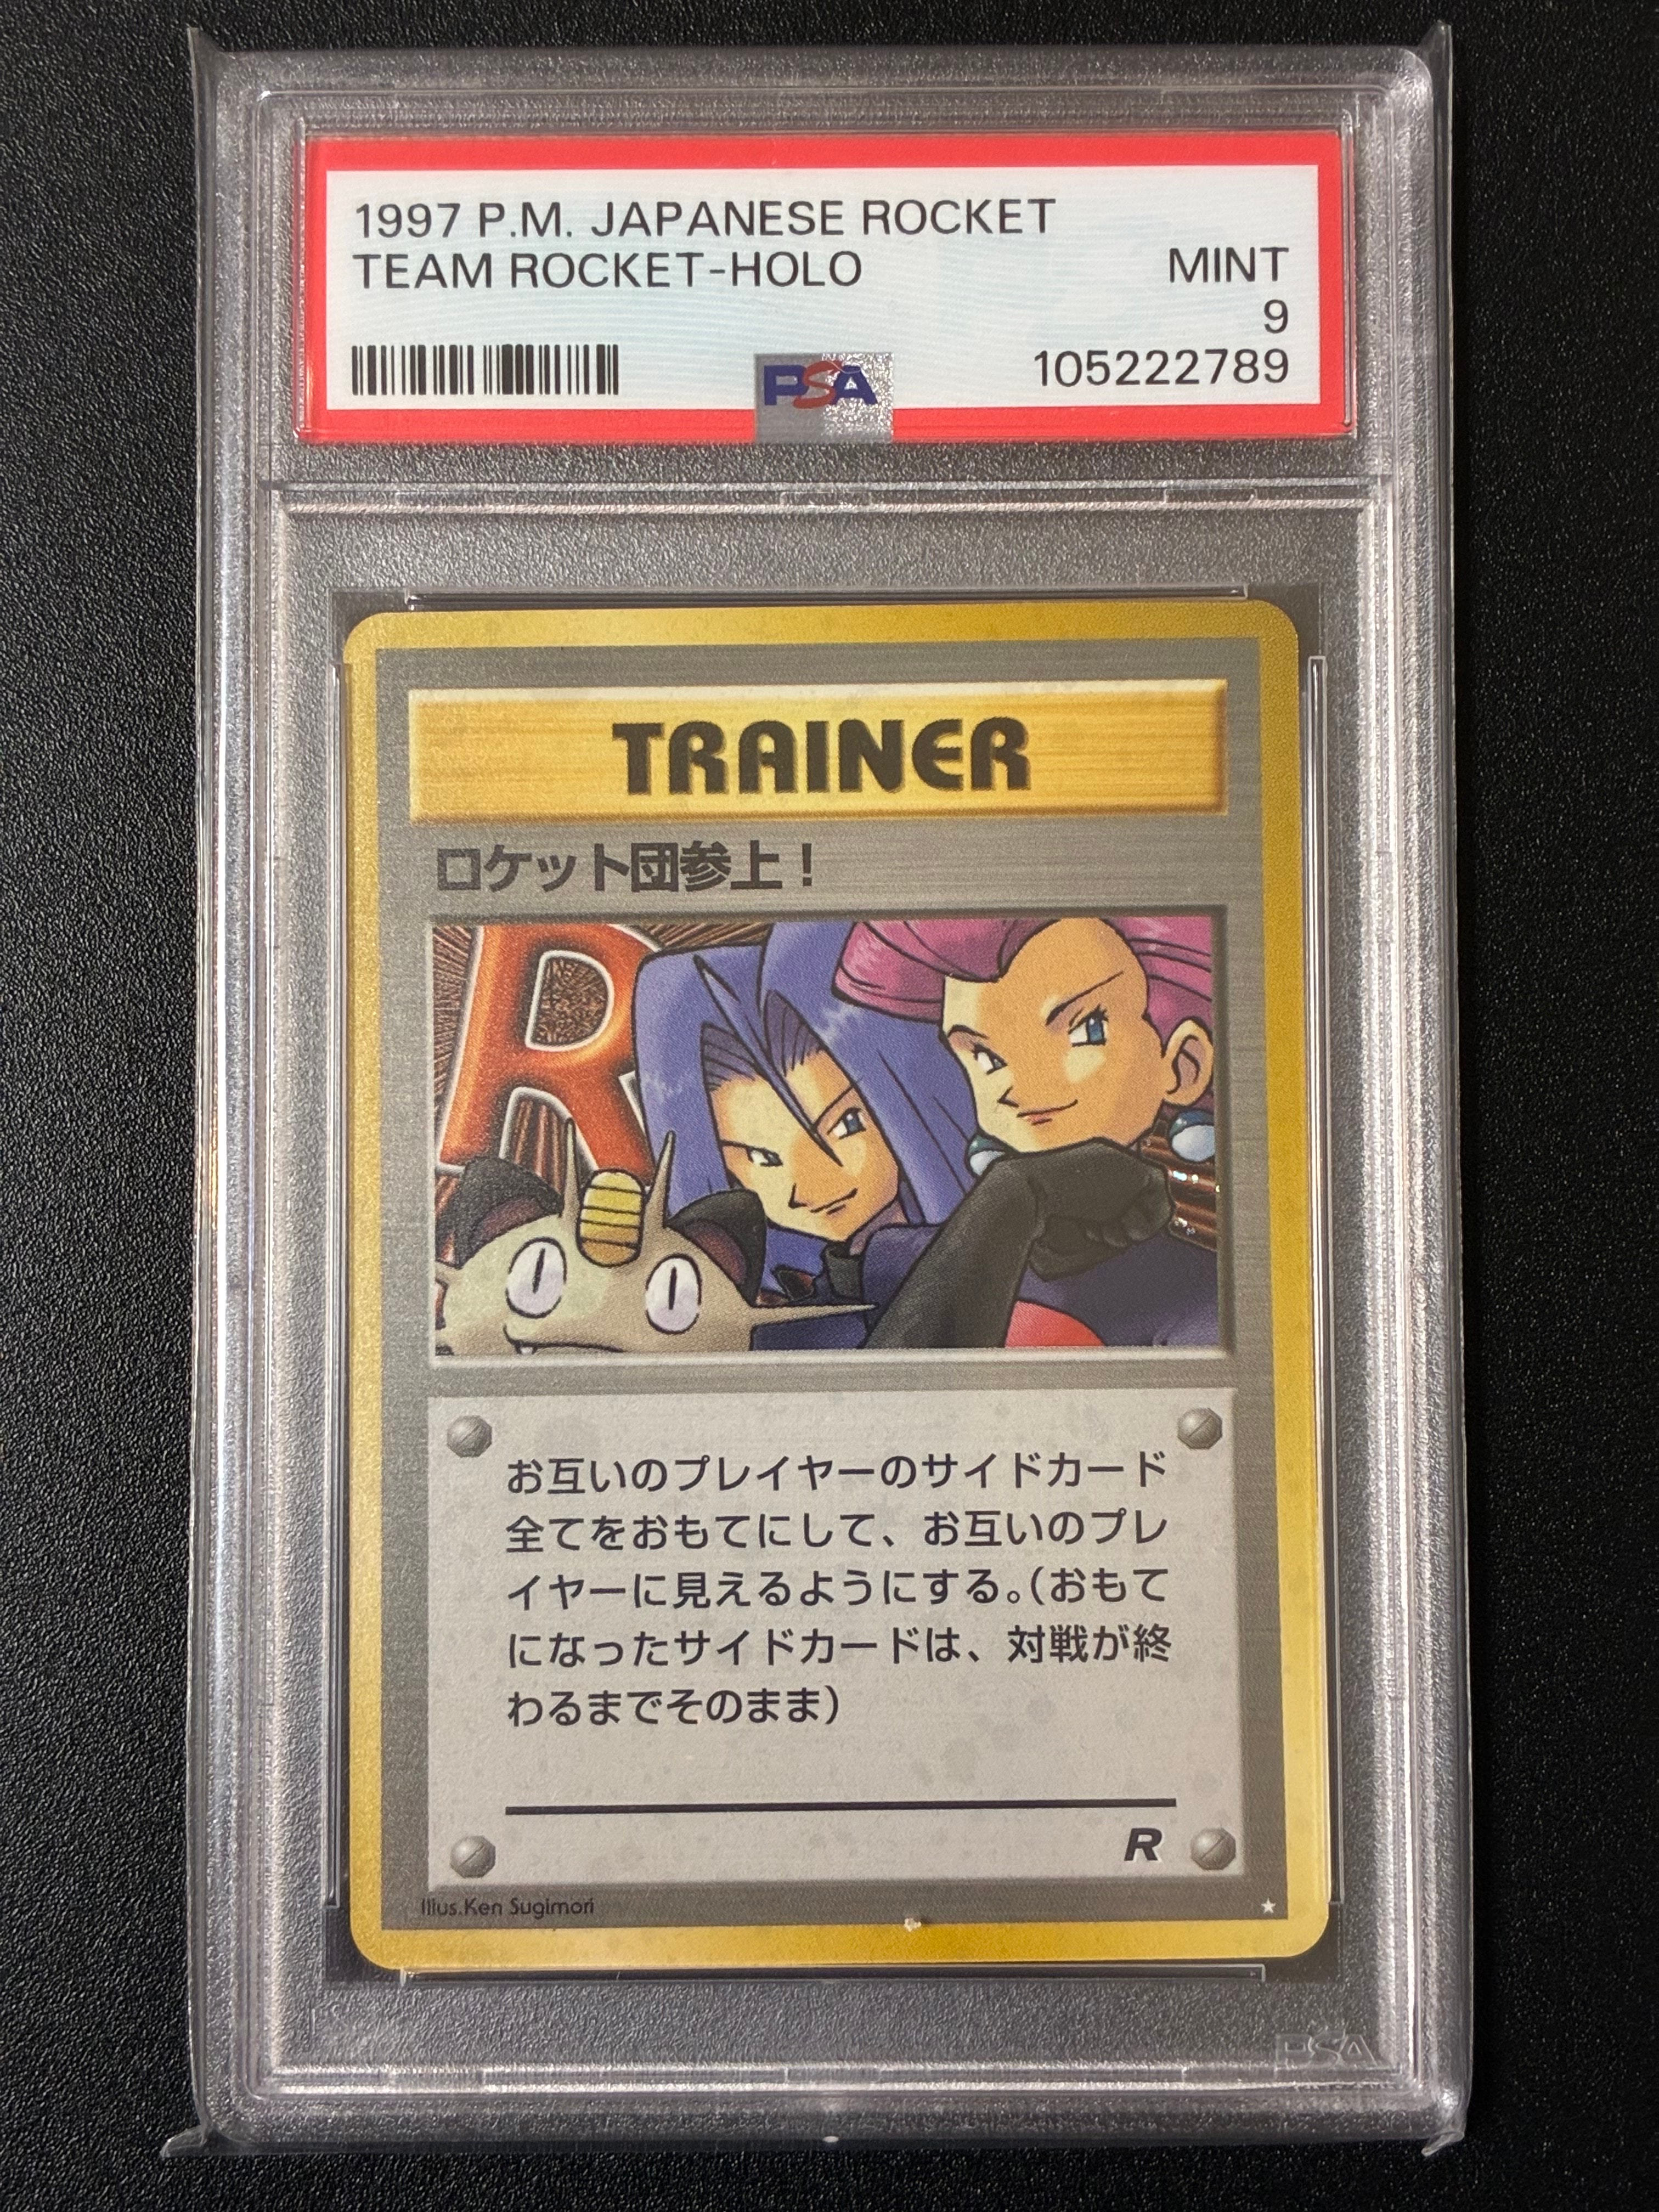 1997 P.M. JAPANESE ROCKET
TEAM ROCKET-HOLO
MINT
9
PSA
105222789
TRAINER
ロケット団参上！
R
お互いのプレイヤーのサイドカード
全てをおもてにして、お互いのプレ
イヤーに見えるようにする。（おもて
になったサイドカードは、対戦が終
わるまでそのまま）
R
Illus.Ken Sugimori
PSA